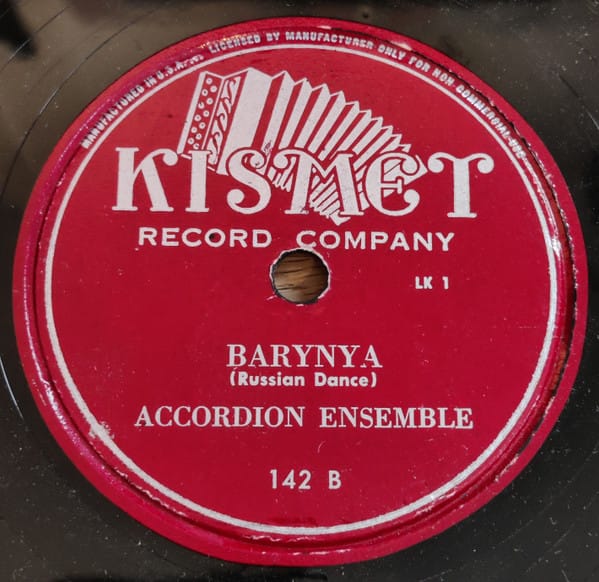 MANUFACTURED IN U.S.A. LICENSED BY MANUFACTURER ONLY FOR NON COMMERCIAL USE
KISMET
RECORD COMPANY
LK 1
BARYNYA
(Russian Dance)
ACCORDION ENSEMBLE
142 B